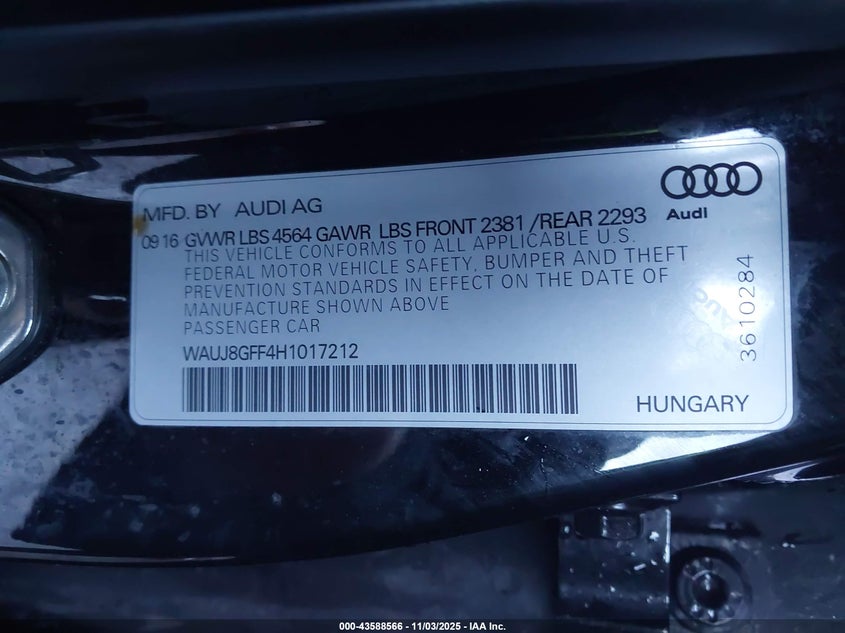 MFD. BY AUDI AG
Audi
09 16 GVWR LBS 4564 GAWR LBS FRONT 2381 /REAR 2293
THIS VEHICLE CONFORMS TO ALL APPLICABLE U.S.
FEDERAL MOTOR VEHICLE SAFETY, BUMPER AND THEFT
PREVENTION STANDARDS IN EFFECT ON THE DATE OF
MANUFACTURE SHOWN ABOVE
PASSENGER CAR
WAUJ8GFF4H1017212
HUNGARY
3610284
000-43588566 - 11/03/2025 - IAA Inc.